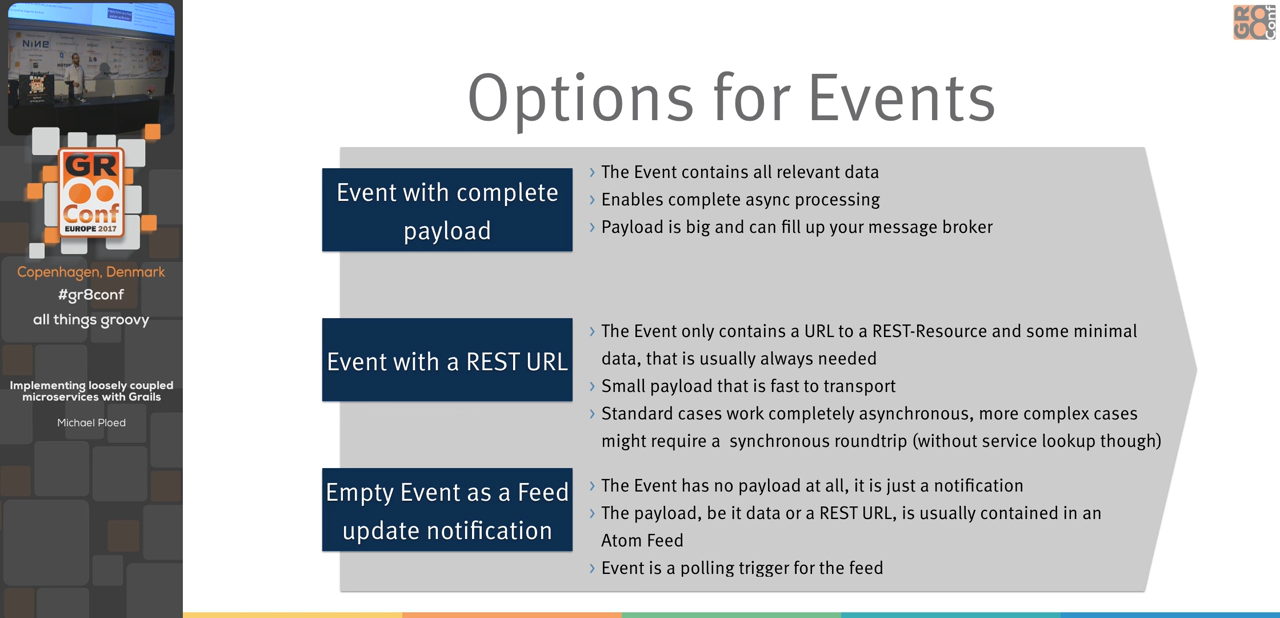 Options for Events
Event with complete
payload
› The Event contains all relevant data
› Enables complete async processing
› Payload is big and can fill up your message broker
Event with a REST URL
› The Event only contains a URL to a REST-Resource and some minimal
data, that is usually always needed
› Small payload that is fast to transport
› Standard cases work completely asynchronous, more complex cases
might require a  synchronous roundtrip (without service lookup though)
Empty Event as a Feed
update notification
› The Event has no payload at all, it is just a notification
› The payload, be it data or a REST URL, is usually contained in an
Atom Feed
› Event is a polling trigger for the feed
NINE
GR
8
Conf
EUROPE 2017
Copenhagen, Denmark
#gr8conf
all things groovy
Implementing loosely coupled
microservices with Grails
Michael Ploed
GR8
Conf